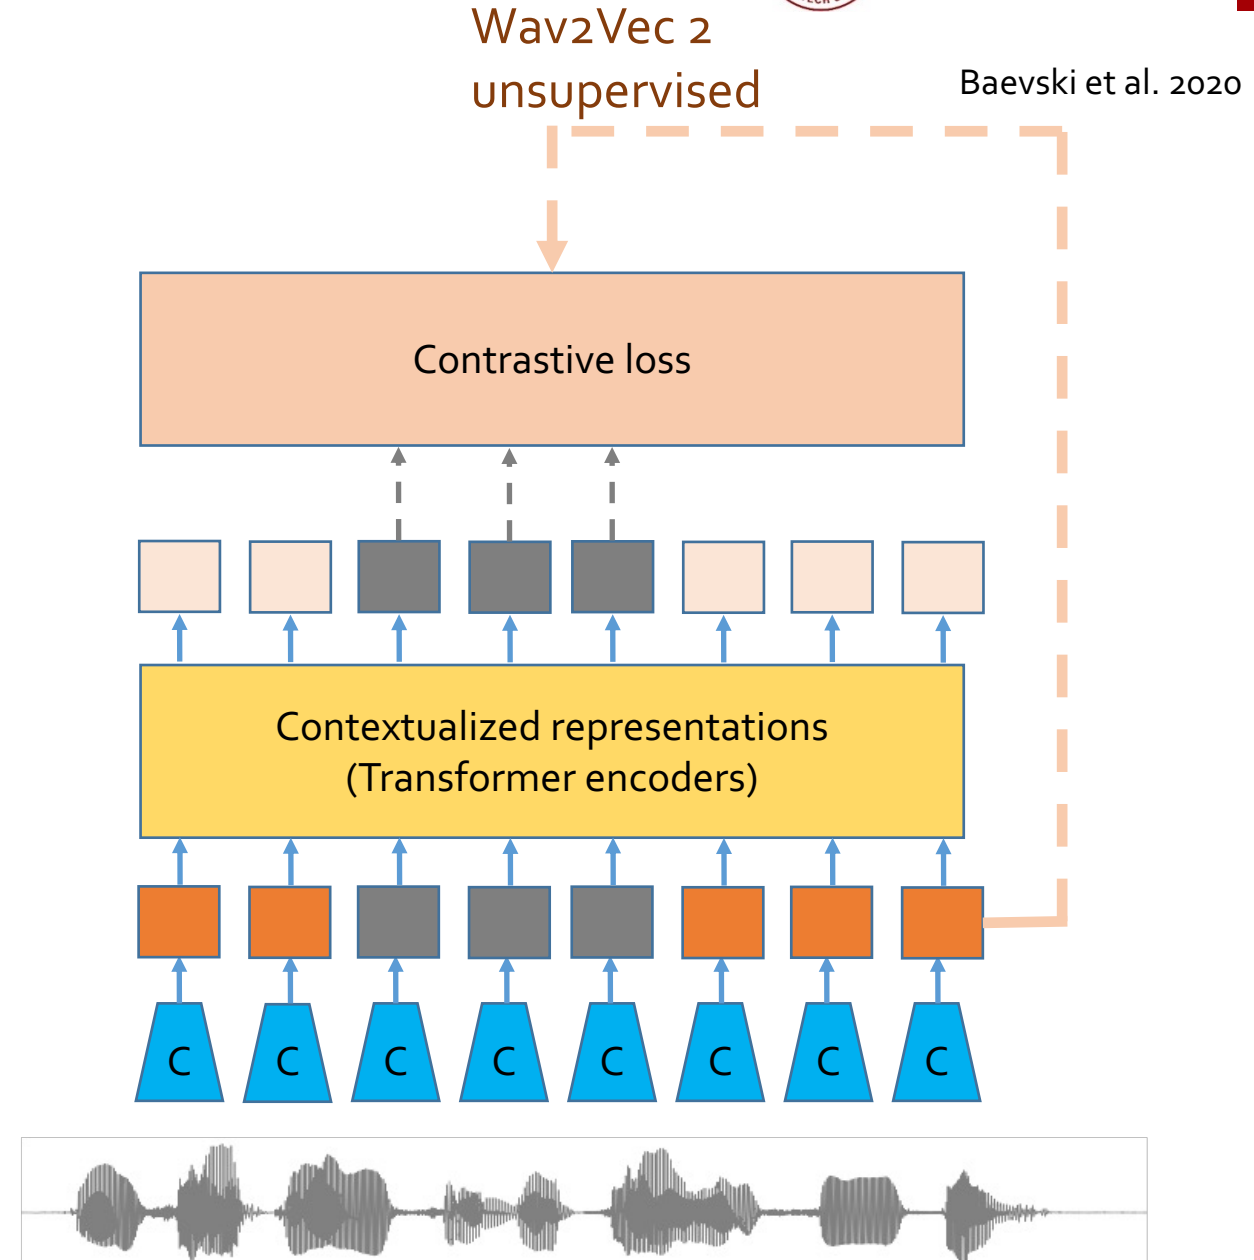 Wav2Vec 2
unsupervised
Baevski et al. 2020
Contrastive loss
Contextualized representations
(Transformer encoders)
C C C C C C C C